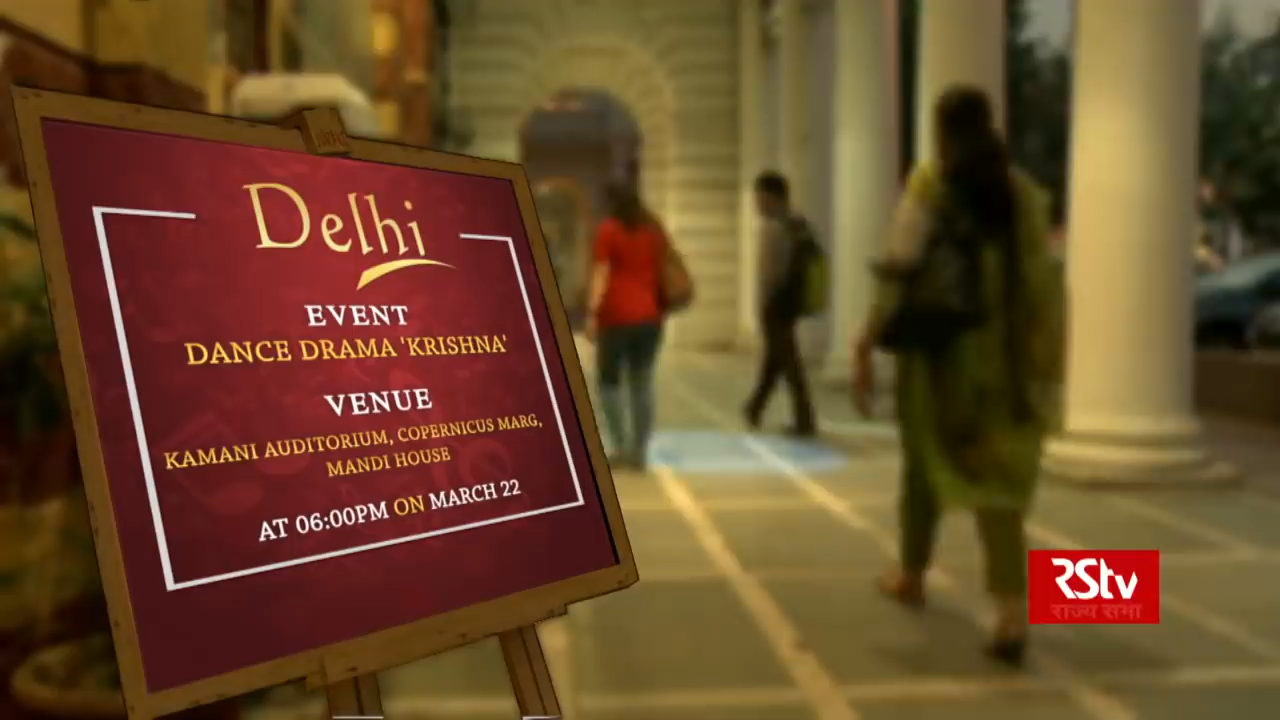 Delhi
EVENT
DANCE DRAMA 'KRISHNA'
VENUE
KAMANI AUDITORIUM, COPERNICUS MARG,
MANDI HOUSE
AT 06:00PM ON MARCH 22
RStv
राज्य सभा